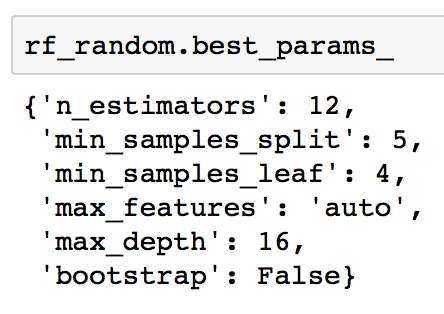 rf_random.best_params_
{'n_estimators': 12,
'min_samples_split': 5,
'min_samples_leaf': 4,
'max_features': 'auto',
'max_depth': 16,
'bootstrap': False}